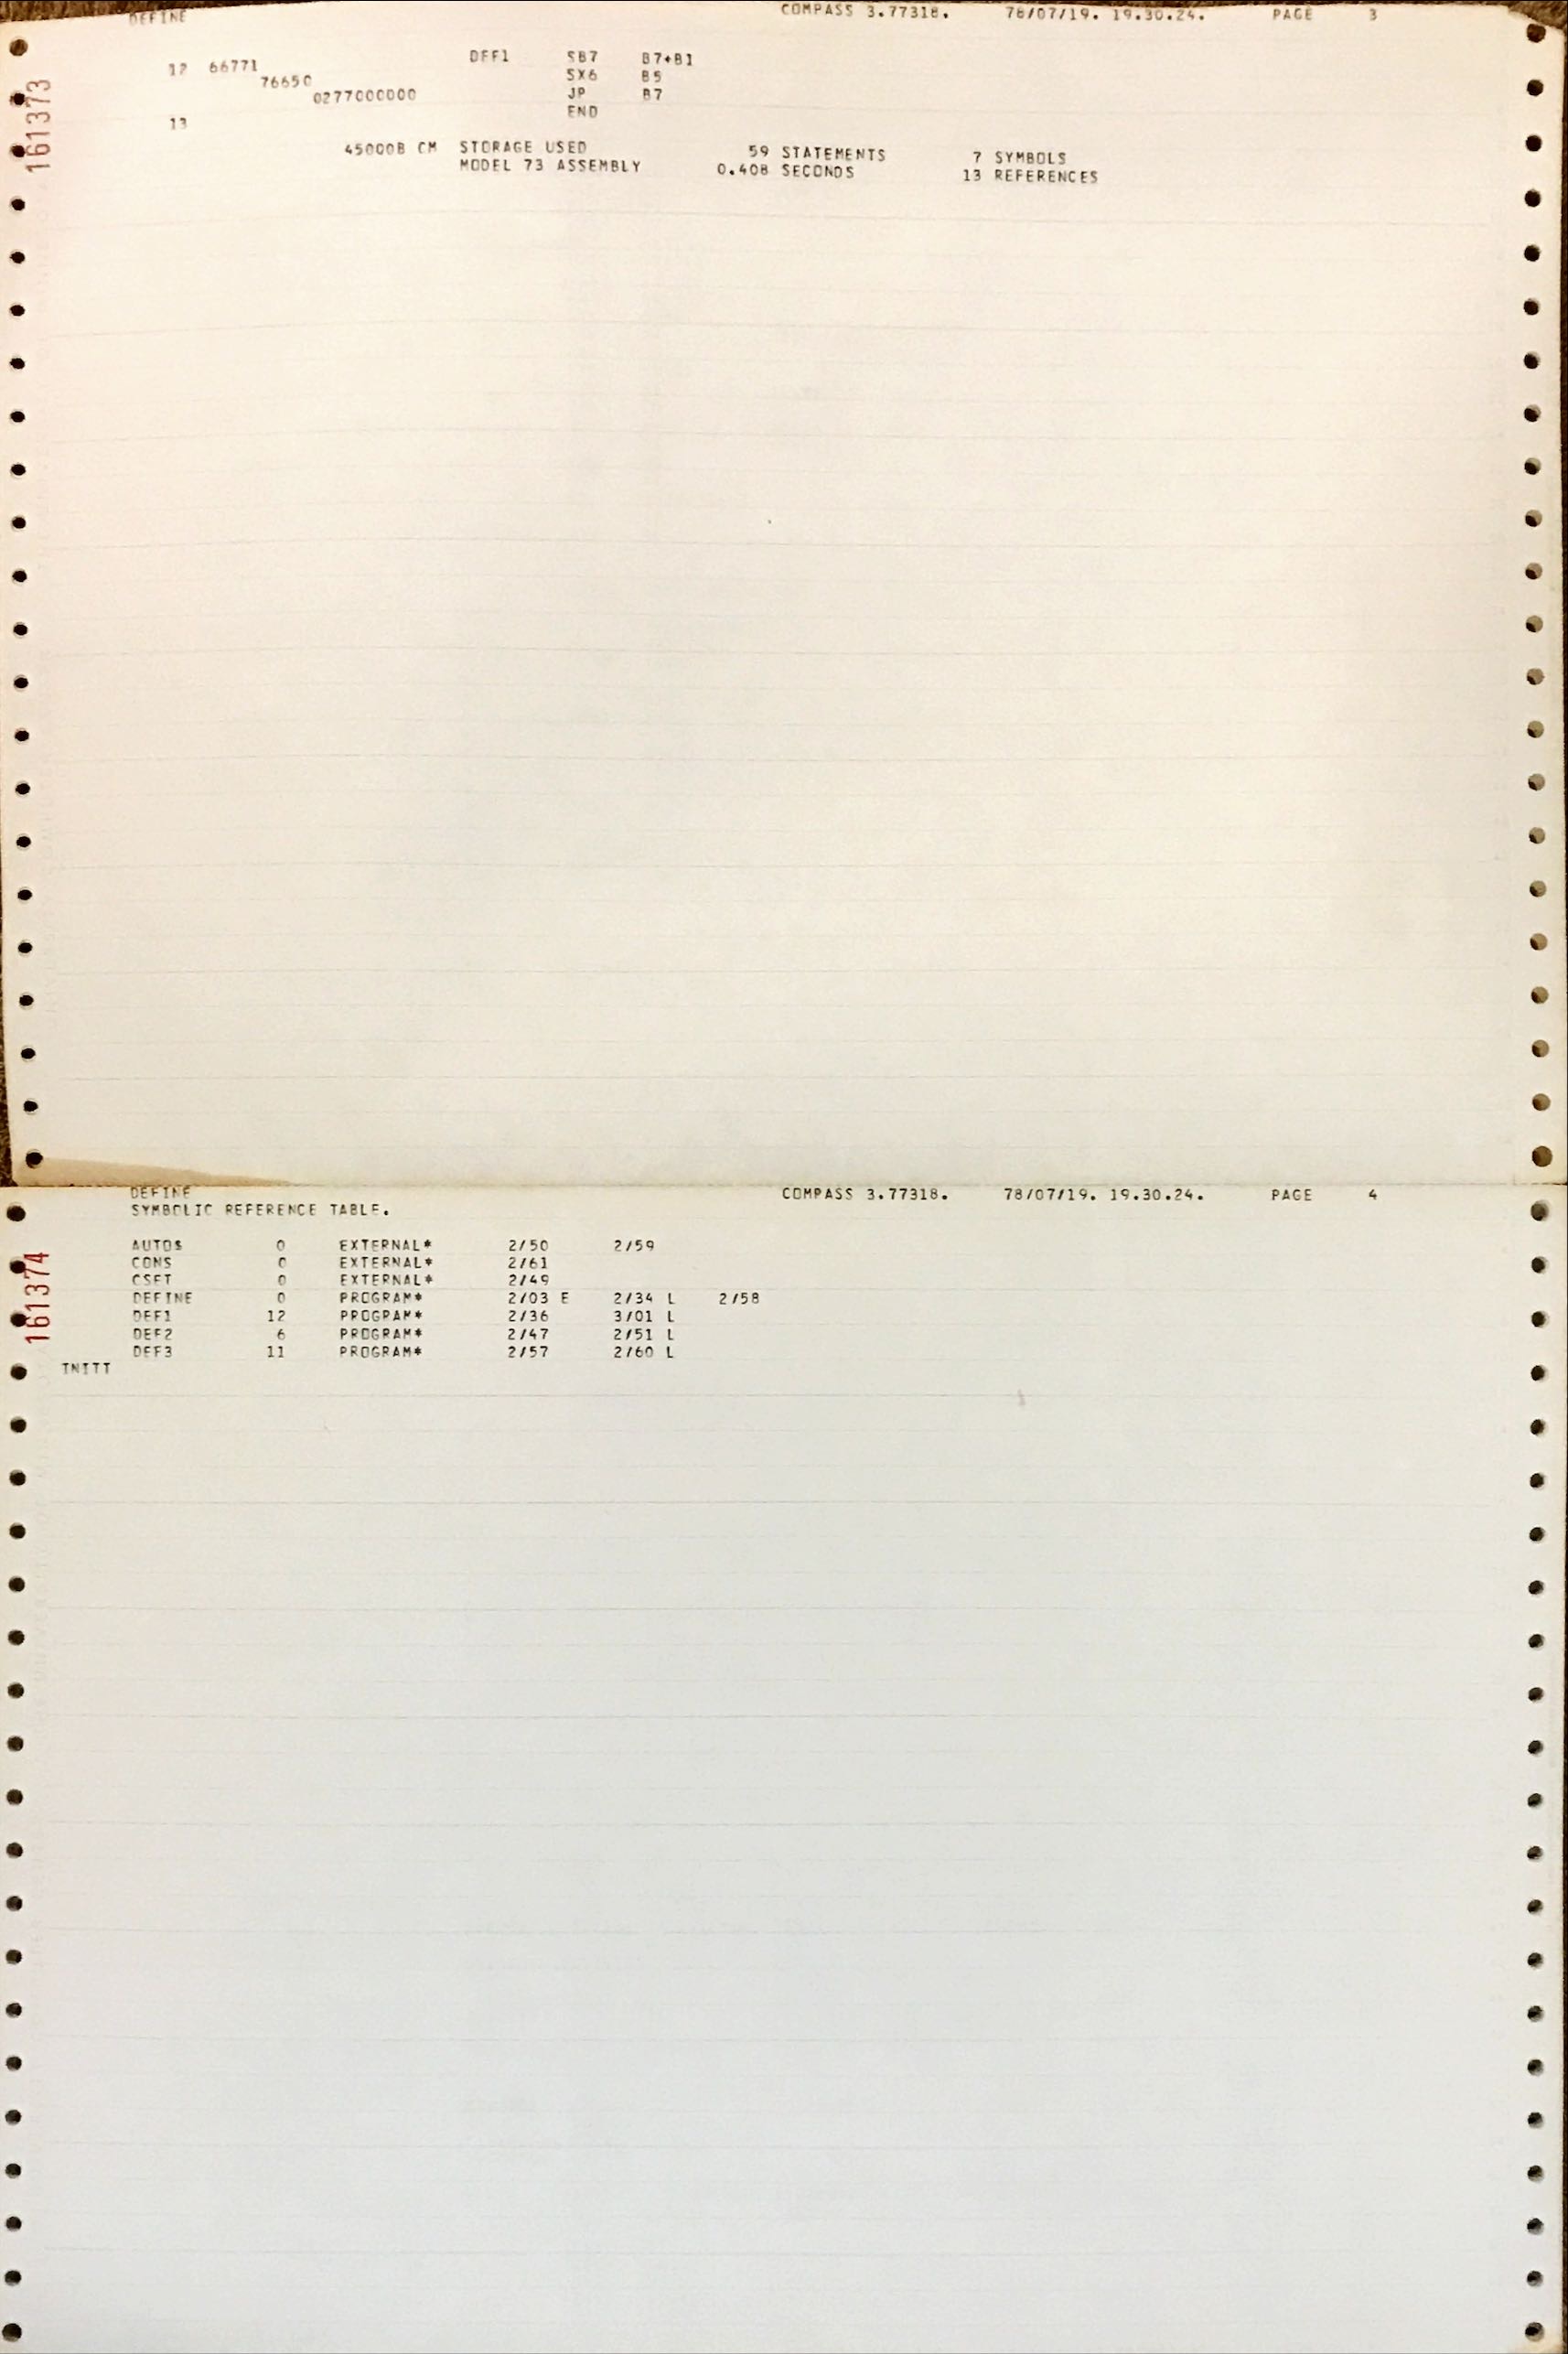 DEFINE COMPASS 3.77318. 78/07/19. 19.30.24. PAGE 3
12 66771 DEF1 SB7 B7+B1
76650 SX6 B5
0277000000 JP B7
13 END
45000B CM STORAGE USED 59 STATEMENTS 7 SYMBOLS
MODEL 73 ASSEMBLY 0.408 SECONDS 13 REFERENCES
161373
DEFINE COMPASS 3.77318. 78/07/19. 19.30.24. PAGE 4
SYMBOLIC REFERENCE TABLE.
AUTO$ 0 EXTERNAL* 2/50 2/59
CONS 0 EXTERNAL* 2/61
CSET 0 EXTERNAL* 2/49
DEFINE 0 PROGRAM* 2/03 E 2/34 L 2/58
DEF1 12 PROGRAM* 2/36 3/01 L
DEF2 6 PROGRAM* 2/47 2/51 L
DEF3 11 PROGRAM* 2/57 2/60 L
INITT
161374